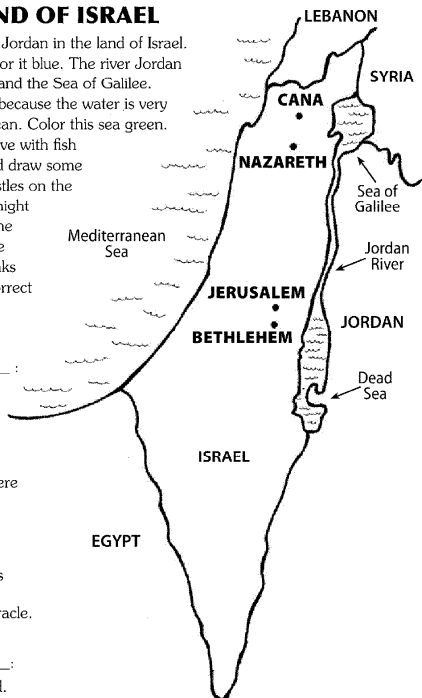 ND OF ISRAEL
Jordan in the land of Israel.
or it blue. The river Jordan
and the Sea of Galilee.
because the water is very
ean. Color this sea green.
ve with fish
d draw some
stles on the
night
ne
e
ks
orrect
_ :
ere
s
racle.
_:
d.
LEBANON
SYRIA
CANA
NAZARETH
Sea of
Galilee
Mediterranean
Sea
Jordan
River
JERUSALEM
BETHLEHEM
JORDAN
Dead
Sea
ISRAEL
EGYPT